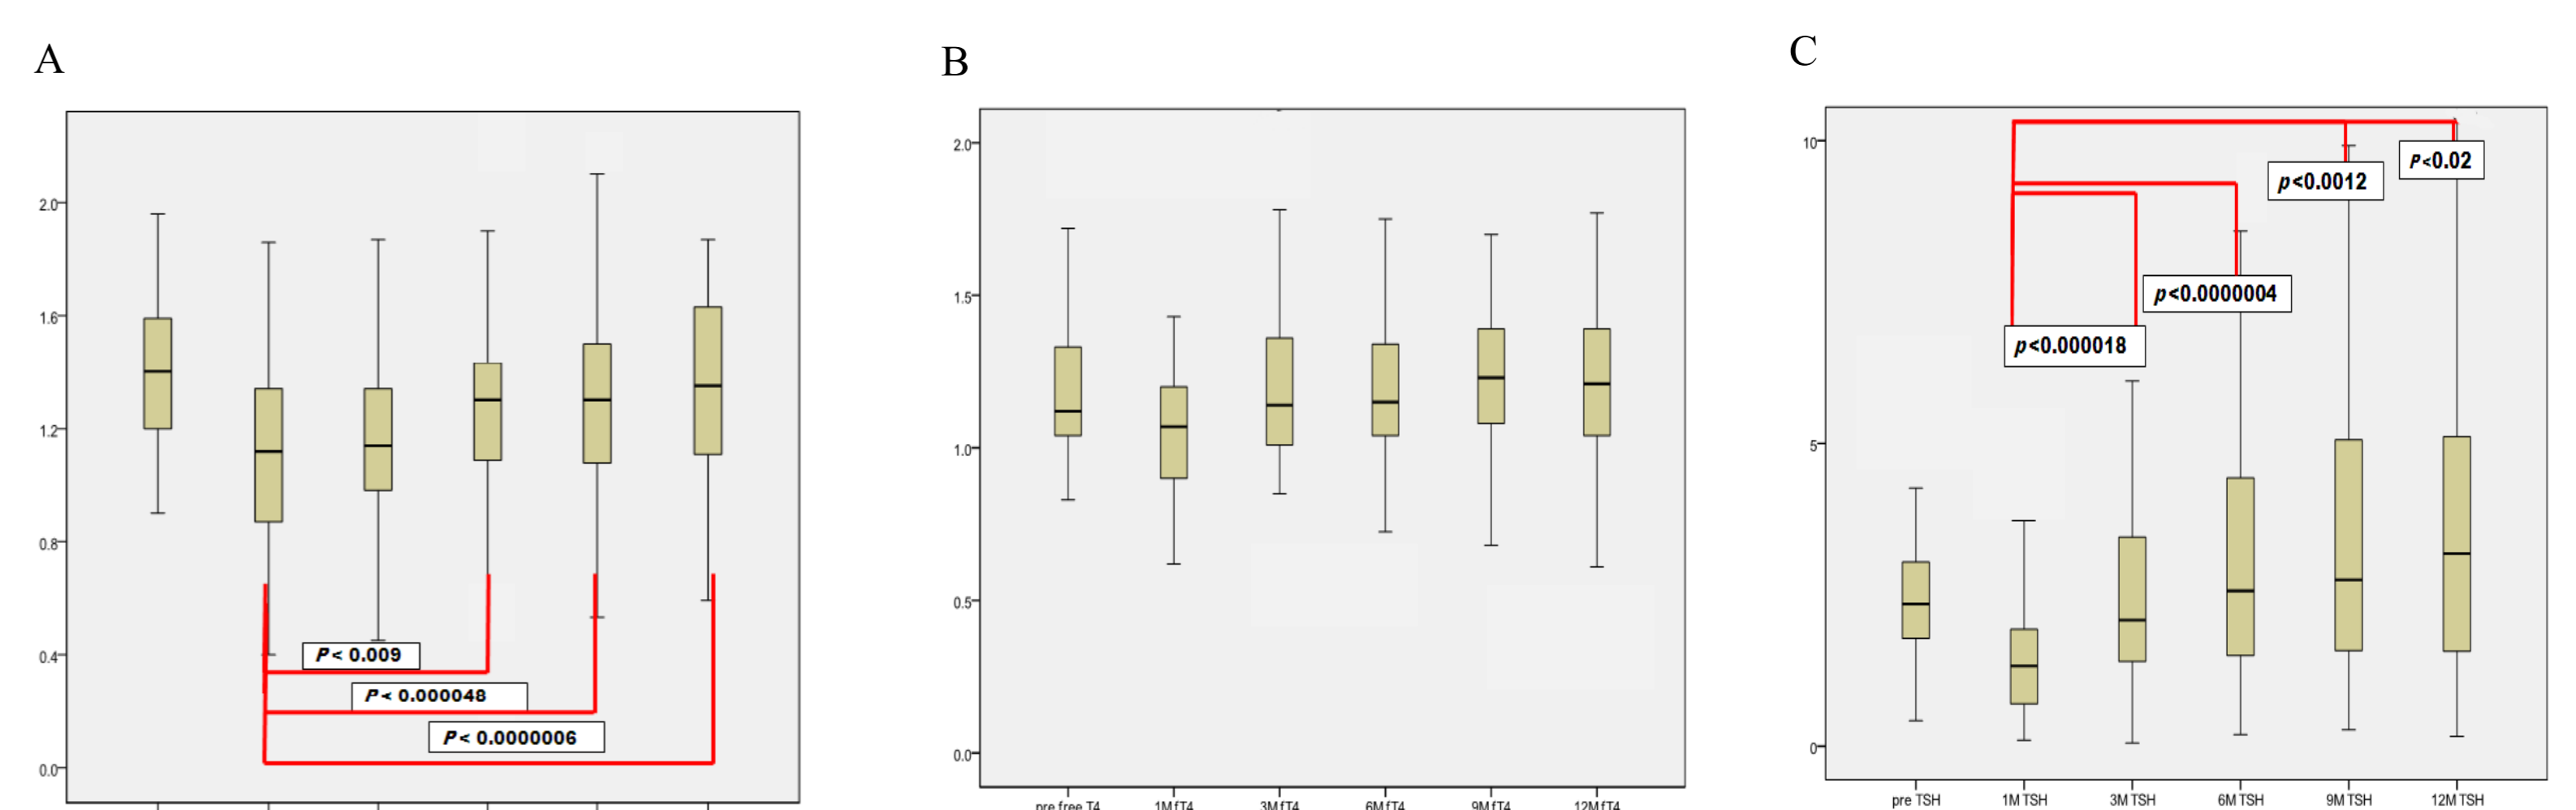 A
B
C
2.0
1.6
1.2
0.8
0.4
0.0
P < 0.009
P < 0.000048
P < 0.0000006
2.0
1.5
1.0
0.5
0.0
pre free T4 1M fT4 3M fT4 6M fT4 9M fT4 12M fT4
10
5
0
P<0.02
p<0.0012
p<0.0000004
p<0.000018
pre TSH 1M TSH 3M TSH 6M TSH 9M TSH 12M TSH